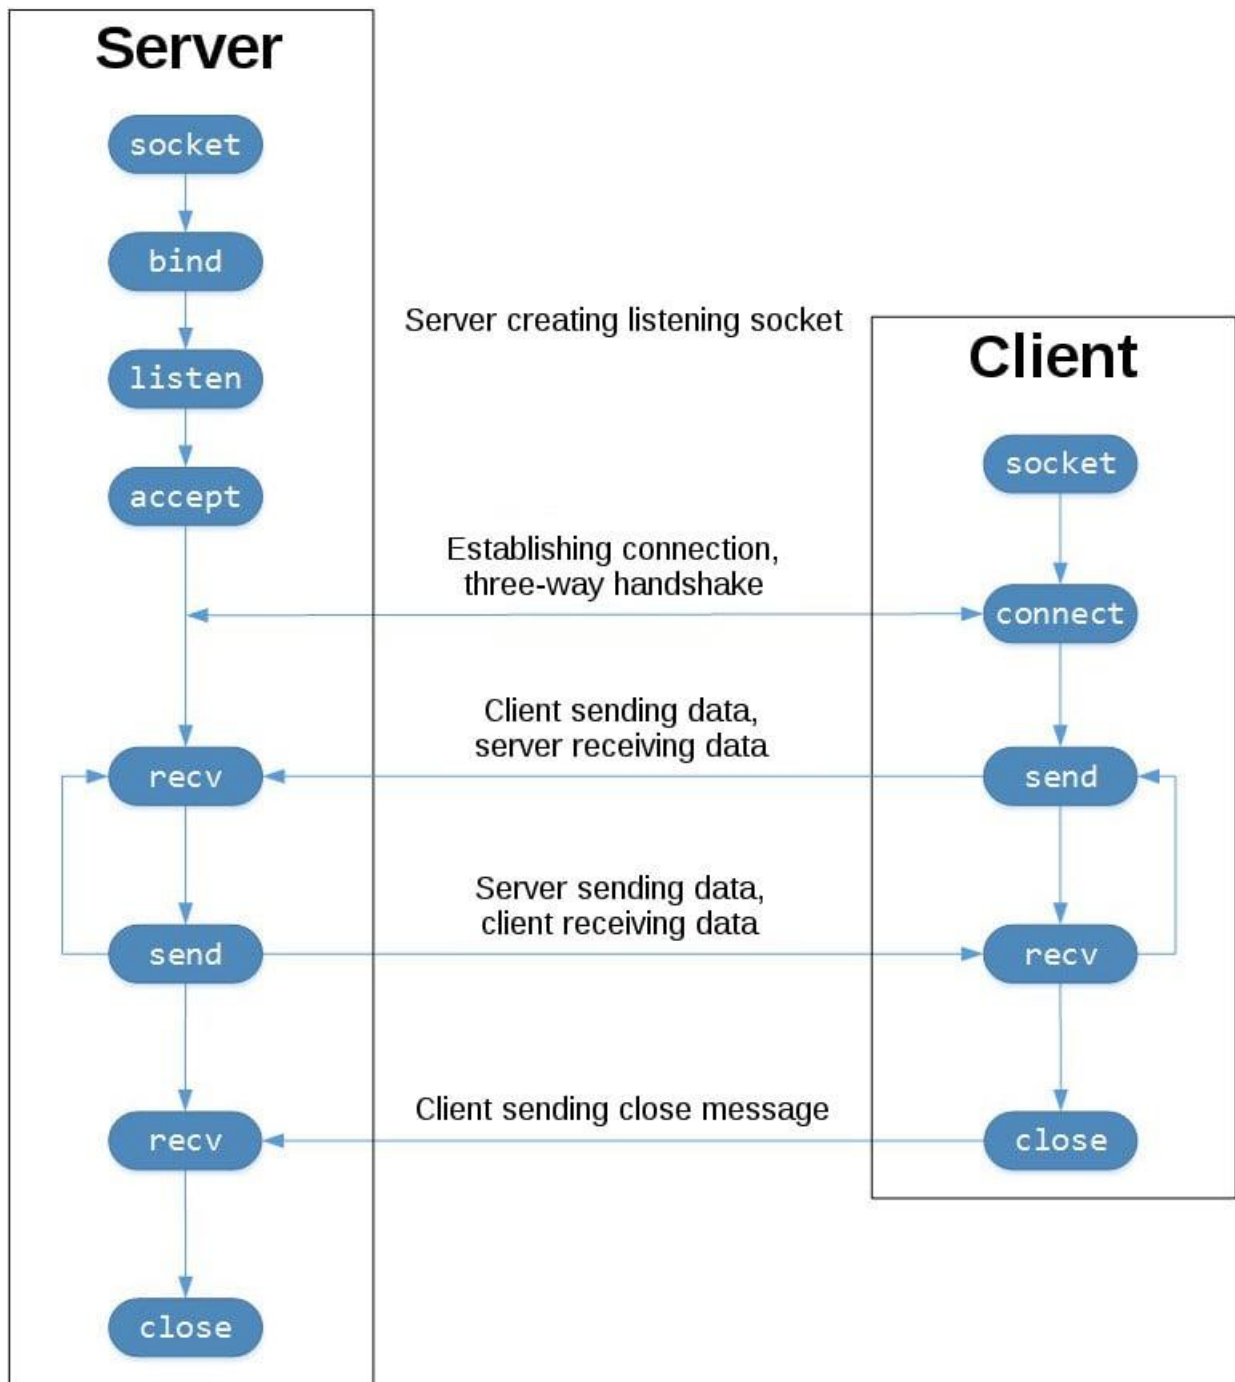 Server
socket
bind
listen
accept
recv
send
recv
close
Server creating listening socket
Establishing connection,
three-way handshake
Client sending data,
server receiving data
Server sending data,
client receiving data
Client sending close message
Client
socket
connect
send
recv
close